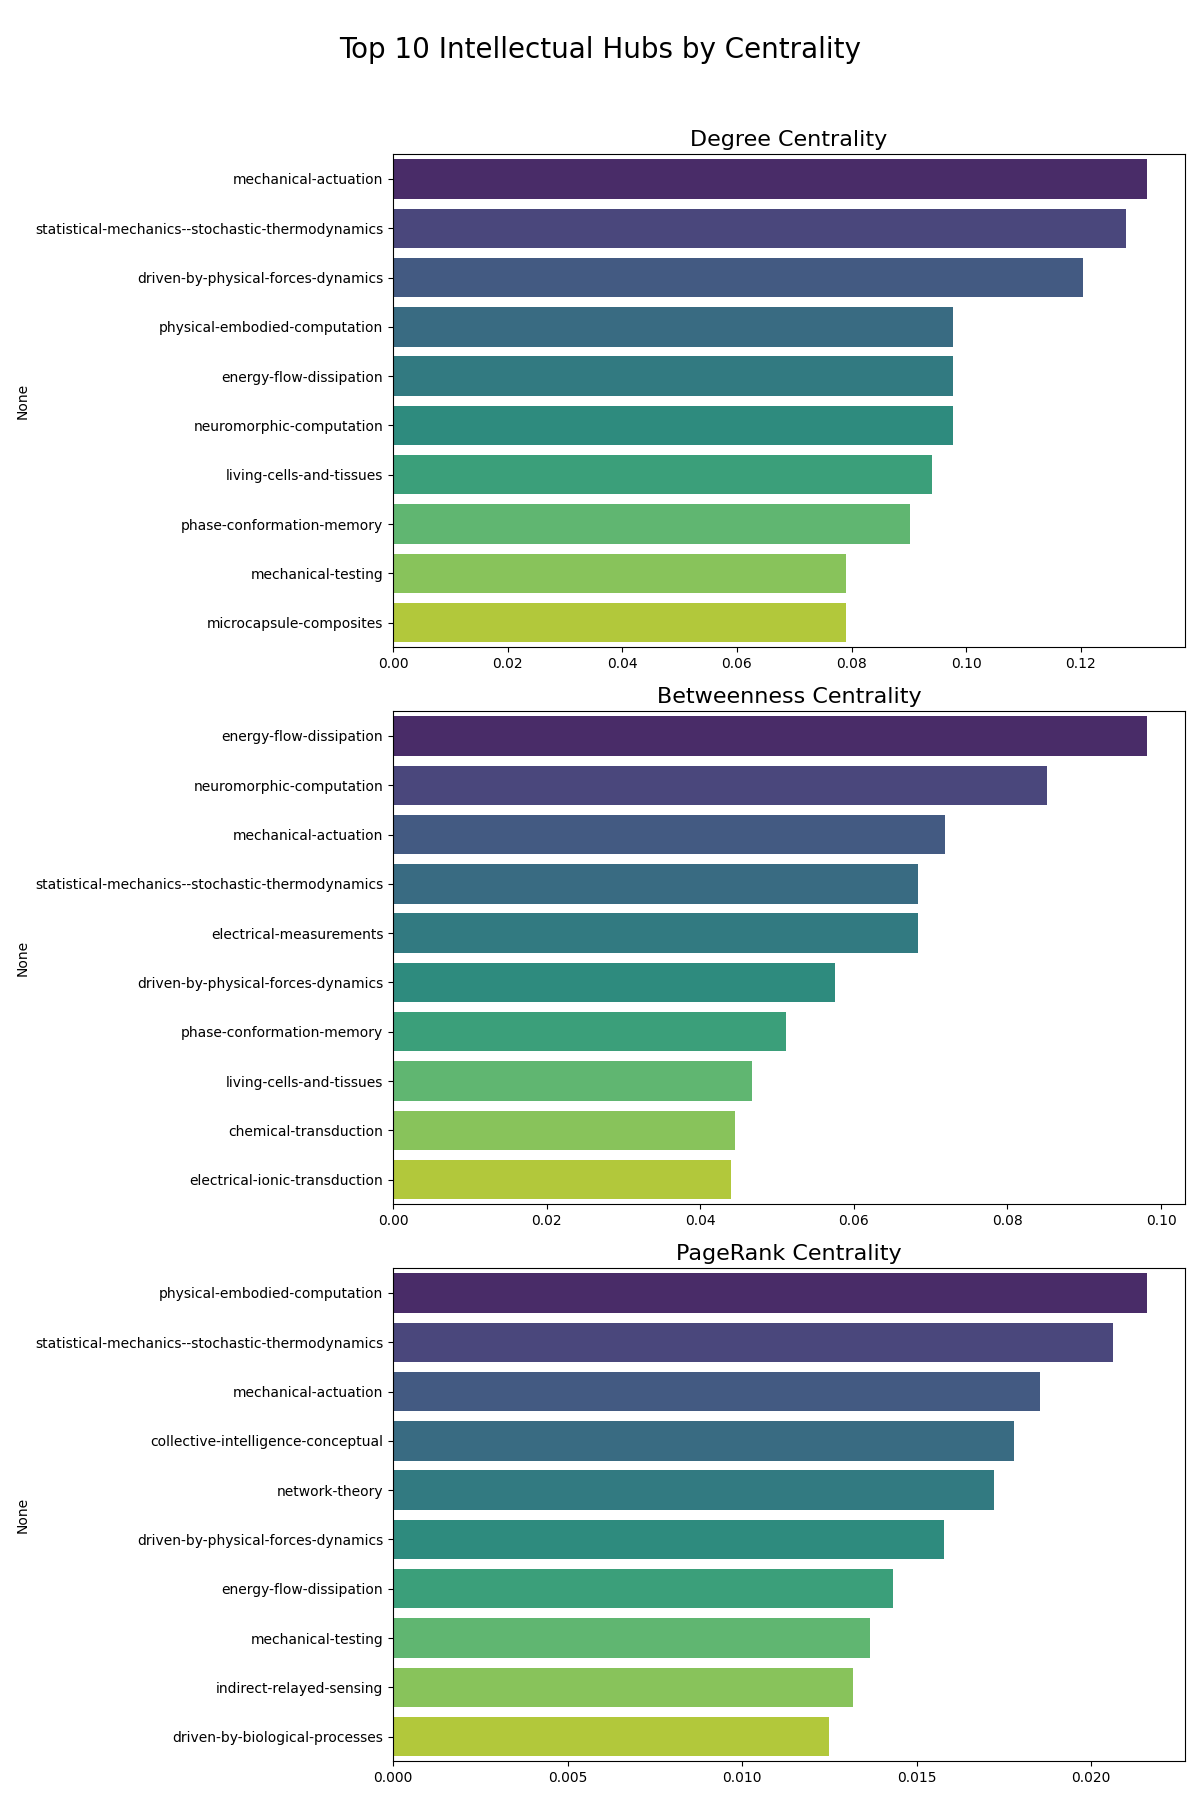 Top 10 Intellectual Hubs by Centrality
Degree Centrality
None
mechanical-actuation
statistical-mechanics--stochastic-thermodynamics
driven-by-physical-forces-dynamics
physical-embodied-computation
energy-flow-dissipation
neuromorphic-computation
living-cells-and-tissues
phase-conformation-memory
mechanical-testing
microcapsule-composites
0.00 0.02 0.04 0.06 0.08 0.10 0.12
Betweenness Centrality
None
energy-flow-dissipation
neuromorphic-computation
mechanical-actuation
statistical-mechanics--stochastic-thermodynamics
electrical-measurements
driven-by-physical-forces-dynamics
phase-conformation-memory
living-cells-and-tissues
chemical-transduction
electrical-ionic-transduction
0.00 0.02 0.04 0.06 0.08 0.10
PageRank Centrality
None
physical-embodied-computation
statistical-mechanics--stochastic-thermodynamics
mechanical-actuation
collective-intelligence-conceptual
network-theory
driven-by-physical-forces-dynamics
energy-flow-dissipation
mechanical-testing
indirect-relayed-sensing
driven-by-biological-processes
0.000 0.005 0.010 0.015 0.020